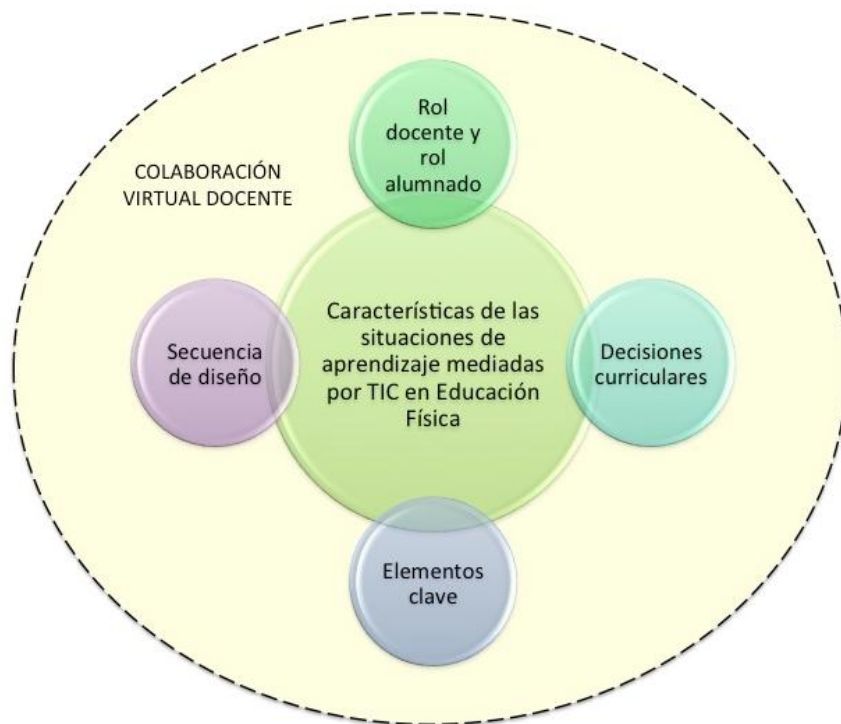 Rol
docente y
rol
alumnado
COLABORACIÓN
VIRTUAL DOCENTE
Características de las
situaciones de
aprendizaje mediadas
por TIC en Educación
Física
Secuencia
de diseño
Decisiones
curriculares
Elementos
clave